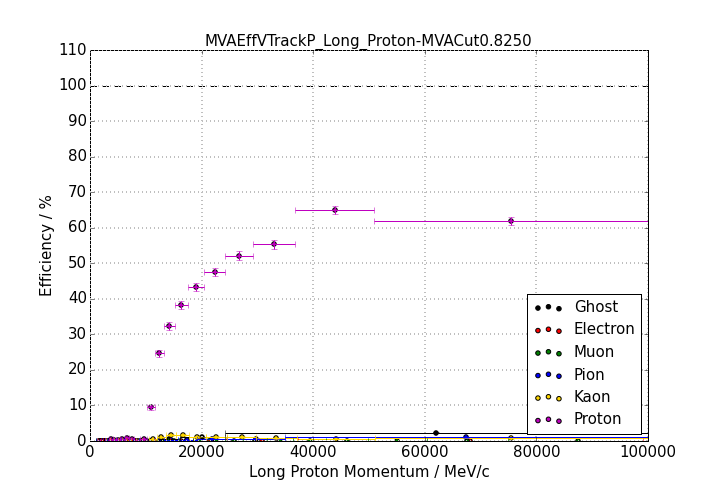 MVAEffVTrackP_Long_Proton-MVACut0.8250
110
100
90
80
70
60
50
40
30
20
10
0
Efficiency / %
Ghost
Electron
Muon
Pion
Kaon
Proton
0 20000 40000 60000 80000 100000
Long Proton Momentum / MeV/c